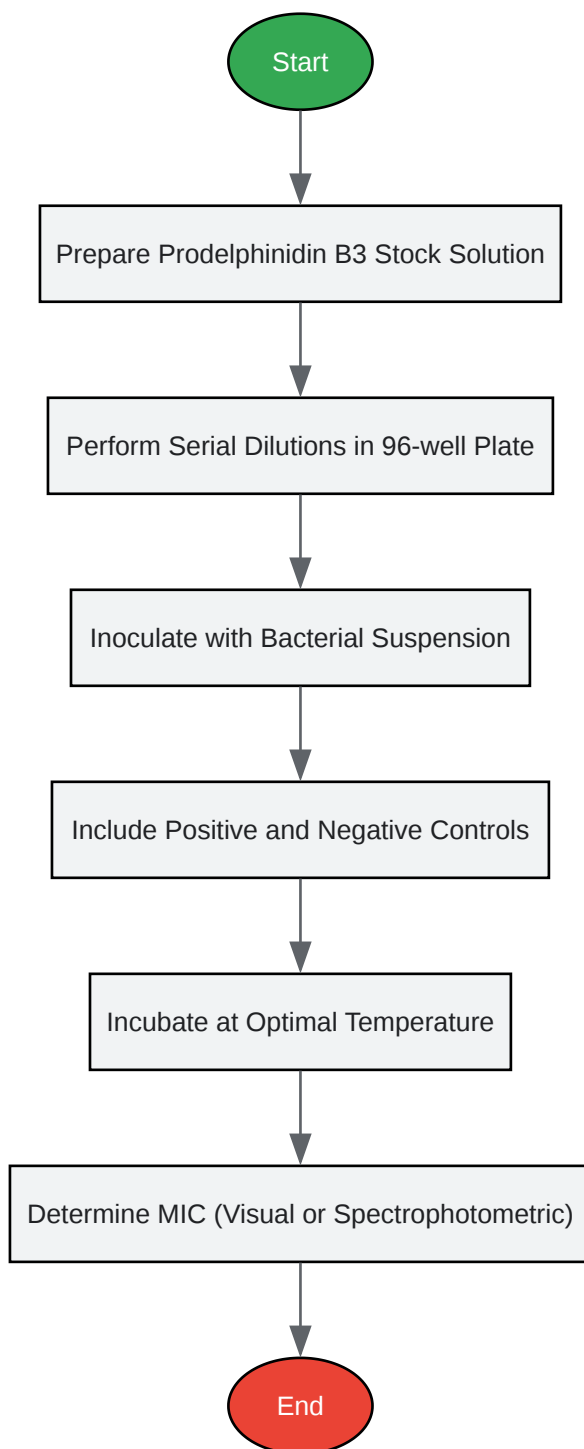 Start
Prepare Prodelphinidin B3 Stock Solution
Perform Serial Dilutions in 96-well Plate
Inoculate with Bacterial Suspension
Include Positive and Negative Controls
Incubate at Optimal Temperature
Determine MIC (Visual or Spectrophotometric)
End